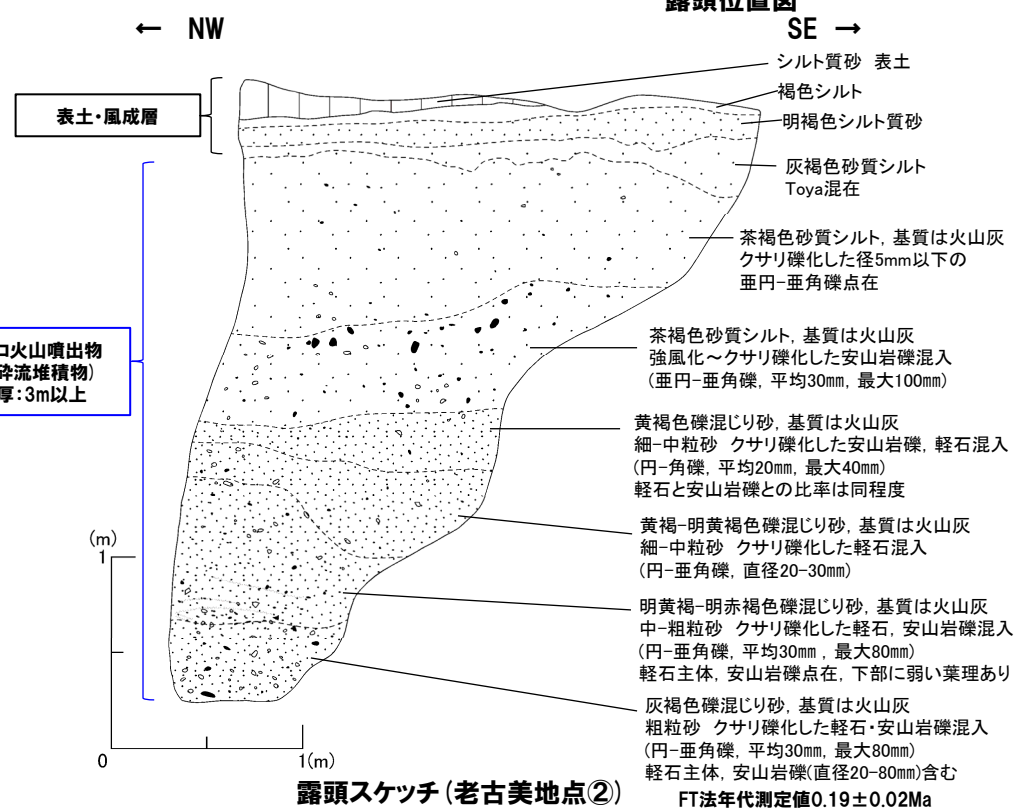 露頭位置図
← NW
SE →
シルト質砂 表土
褐色シルト
明褐色シルト質砂
表土・風成層
灰褐色砂質シルト
Toya混在
茶褐色砂質シルト, 基質は火山灰
クサリ礫化した径5mm以下の
亜円-亜角礫点在
茶褐色砂質シルト, 基質は火山灰
強風化～クサリ礫化した安山岩礫混入
(亜円-亜角礫, 平均30mm, 最大100mm)
火山噴出物
砕流堆積物)
厚:3m以上
黄褐色礫混じり砂, 基質は火山灰
細-中粒砂 クサリ礫化した安山岩礫, 軽石混入
(円-角礫, 平均20mm, 最大40mm)
軽石と安山岩礫との比率は同程度
黄褐-明黄褐色礫混じり砂, 基質は火山灰
細-中粒砂 クサリ礫化した軽石混入
(円-亜角礫, 直径20-30mm)
明黄褐-明赤褐色礫混じり砂, 基質は火山灰
中-粗粒砂 クサリ礫化した軽石, 安山岩礫混入
(円-亜角礫, 平均30mm , 最大80mm)
軽石主体, 安山岩礫点在, 下部に弱い葉理あり
灰褐色礫混じり砂, 基質は火山灰
粗粒砂 クサリ礫化した軽石・安山岩礫混入
(円-亜角礫, 平均30mm, 最大80mm)
軽石主体, 安山岩礫(直径20-80mm)含む
FT法年代測定値0.19±0.02Ma
(m)
1
0
1(m)
露頭スケッチ(老古美地点②)